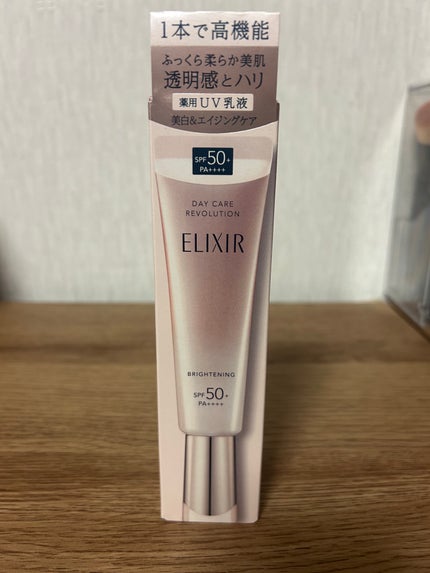 1本で高機能
ふっくら柔らか美肌
透明感とハリ
薬用UV乳液
美白&エイジングケア
SPF50+
PA++++
DAY CARE
REVOLUTION
ELIXIR
BRIGHTENING
SPF50+
PA++++